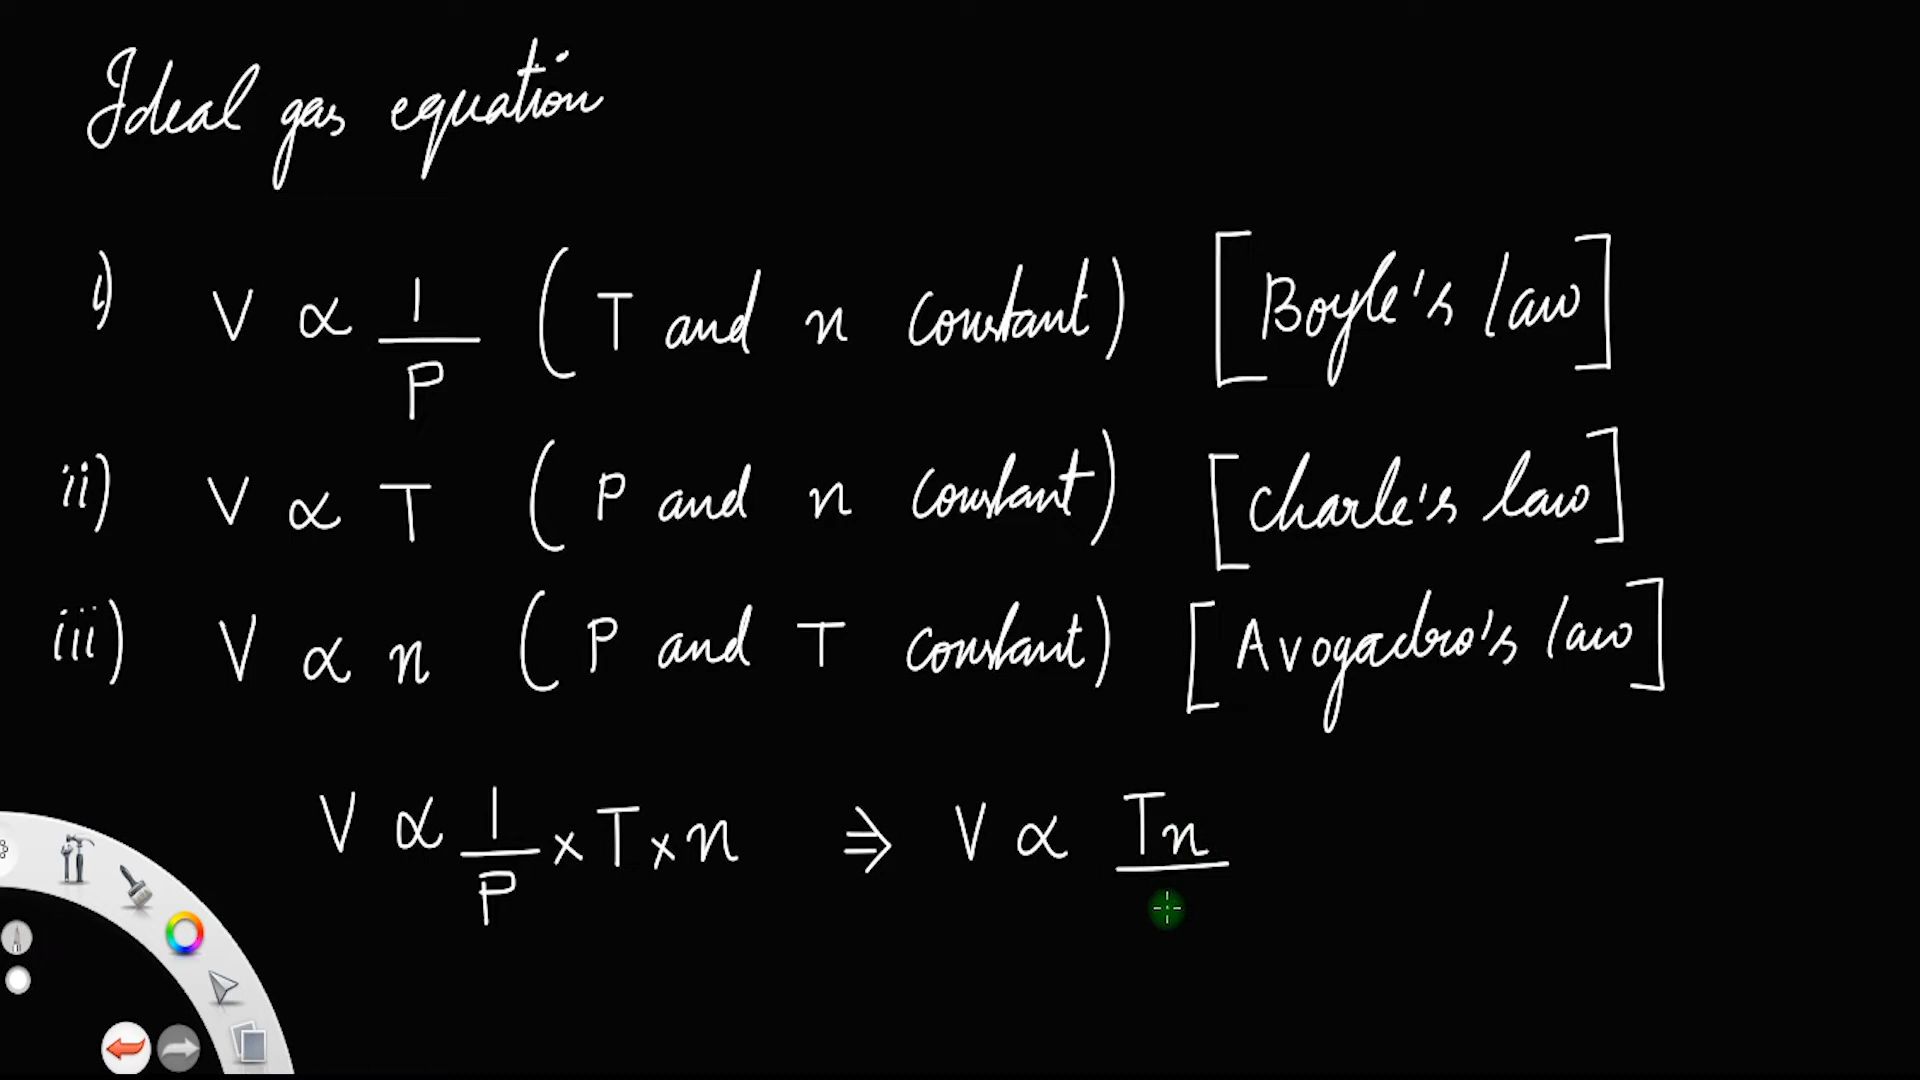 Ideal gas equation
i) V ∝ 1/P (T and n constant) [Boyle's law]
ii) V ∝ T (P and n constant) [Charle's law]
iii) V ∝ n (P and T constant) [Avogadro's law]
V ∝ 1/P × T × n ⇒ V ∝ Tn/